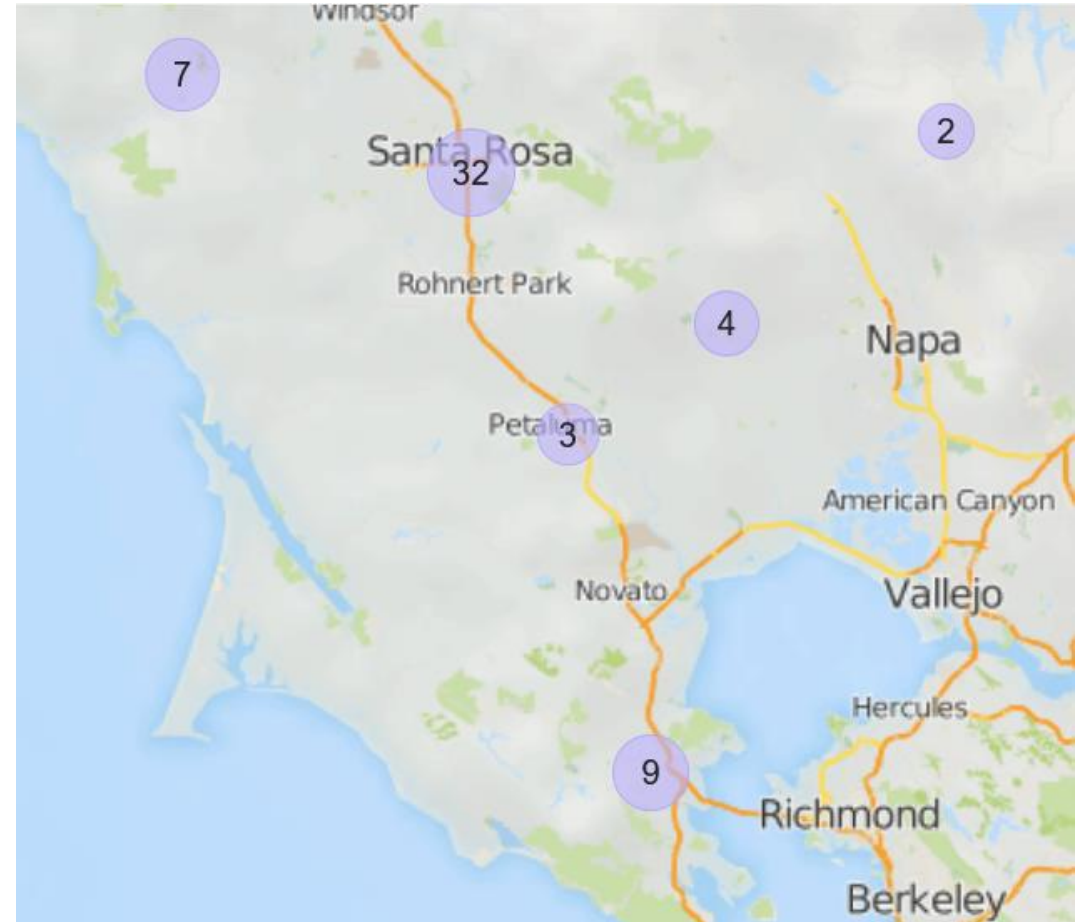 Windsor
7
2
Santa Rosa
32
Rohnert Park
4
Napa
Petaluma
3
American Canyon
Novato
Vallejo
Hercules
9
Richmond
Berkeley